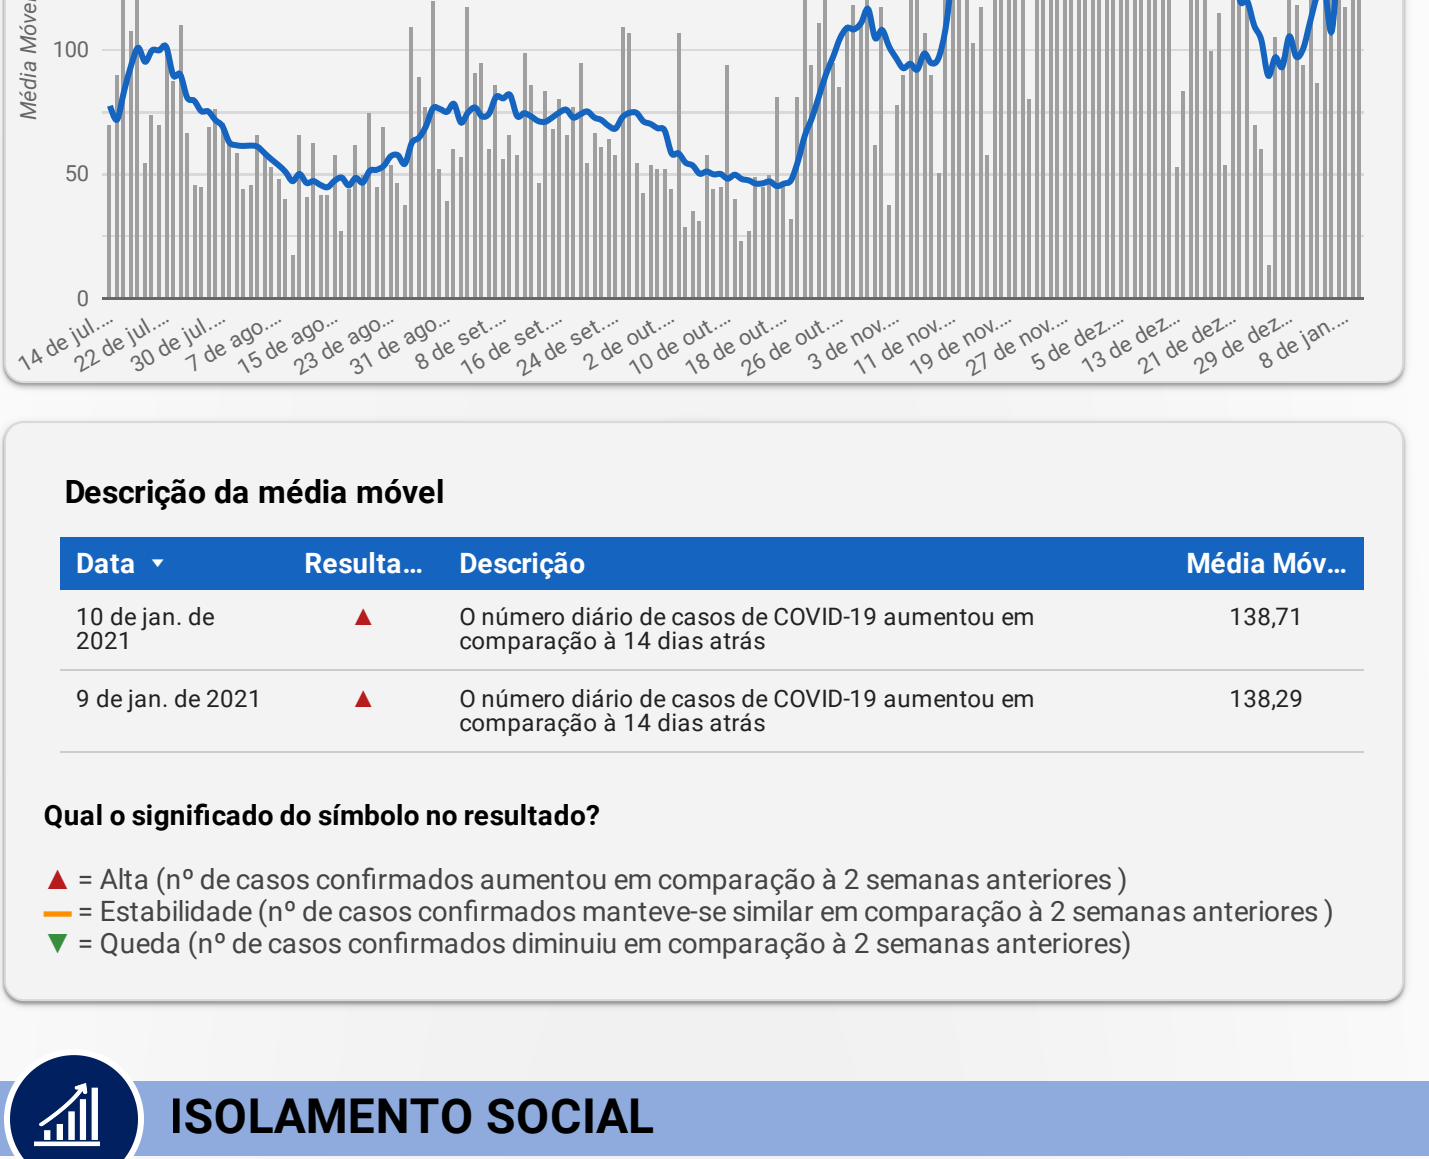 Média Móve
100
50
0
14 de jul.…
22 de jul.…
30 de jul.…
7 de ago.…
15 de ago.…
23 de ago.…
31 de ago.…
8 de set.…
16 de set.…
24 de set.…
2 de out.…
10 de out.…
18 de out.…
26 de out.…
3 de nov.…
11 de nov.…
19 de nov.…
27 de nov.…
5 de dez.…
13 de dez.…
21 de dez.…
29 de dez.…
8 de jan.…
Descrição da média móvel
Data Resulta… Descrição Média Móv…
10 de jan. de
2021
▲ O número diário de casos de COVID-19 aumentou em
comparação à 14 dias atrás
138,71
9 de jan. de 2021 ▲ O número diário de casos de COVID-19 aumentou em
comparação à 14 dias atrás
138,29
Qual o significado do símbolo no resultado?
▲ = Alta (nº de casos confirmados aumentou em comparação à 2 semanas anteriores )
— = Estabilidade (nº de casos confirmados manteve-se similar em comparação à 2 semanas anteriores )
▼ = Queda (nº de casos confirmados diminuiu em comparação à 2 semanas anteriores)
ISOLAMENTO SOCIAL